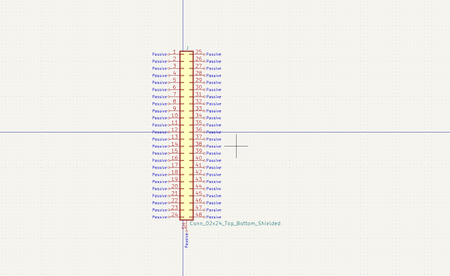 J
Passive 1 25 Passive
Passive 2 26 Passive
Passive 3 27 Passive
Passive 4 28 Passive
Passive 5 29 Passive
Passive 6 30 Passive
Passive 7 31 Passive
Passive 8 32 Passive
Passive 9 33 Passive
Passive 10 34 Passive
Passive 11 35 Passive
Passive 12 36 Passive
Passive 13 37 Passive
Passive 14 38 Passive
Passive 15 39 Passive
Passive 16 40 Passive
Passive 17 41 Passive
Passive 18 42 Passive
Passive 19 43 Passive
Passive 20 44 Passive
Passive 21 45 Passive
Passive 22 46 Passive
Passive 23 47 Passive
Passive 24 48 Passive
Conn_02x24_Top_Bottom_Shielded
Passive